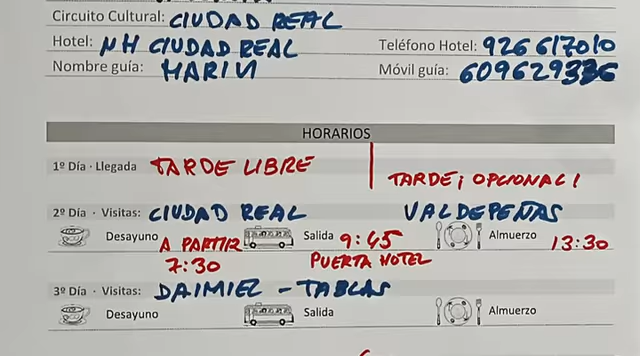 Circuito Cultural: CIUDAD REAL
Hotel: NH CIUDAD REAL Teléfono Hotel: 926 617010
Nombre guía: MARIVI Móvil guía: 609629336
HORARIOS
1º Día · Llegada TARDE LIBRE TARDE ¡OPCIONAL!
2º Día · Visitas: CIUDAD REAL VALDEPEÑAS
Desayuno A PARTIR Salida 9:45 Almuerzo 13:30
7:30 PUERTA HOTEL
3º Día · Visitas: DAIMIEL - TABLAS
Desayuno Salida Almuerzo